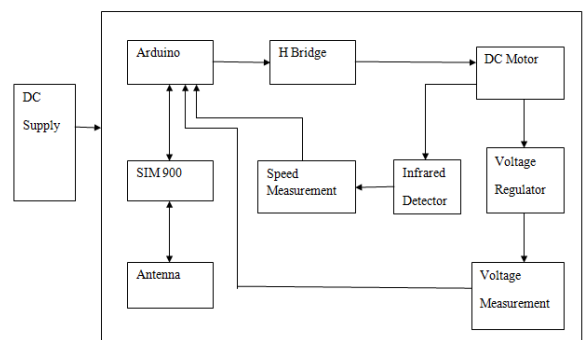 Arduino
H Bridge
DC Motor
DC
Supply
SIM 900
Speed
Measurement
Infrared
Detector
Voltage
Regulator
Antenna
Voltage
Measurement